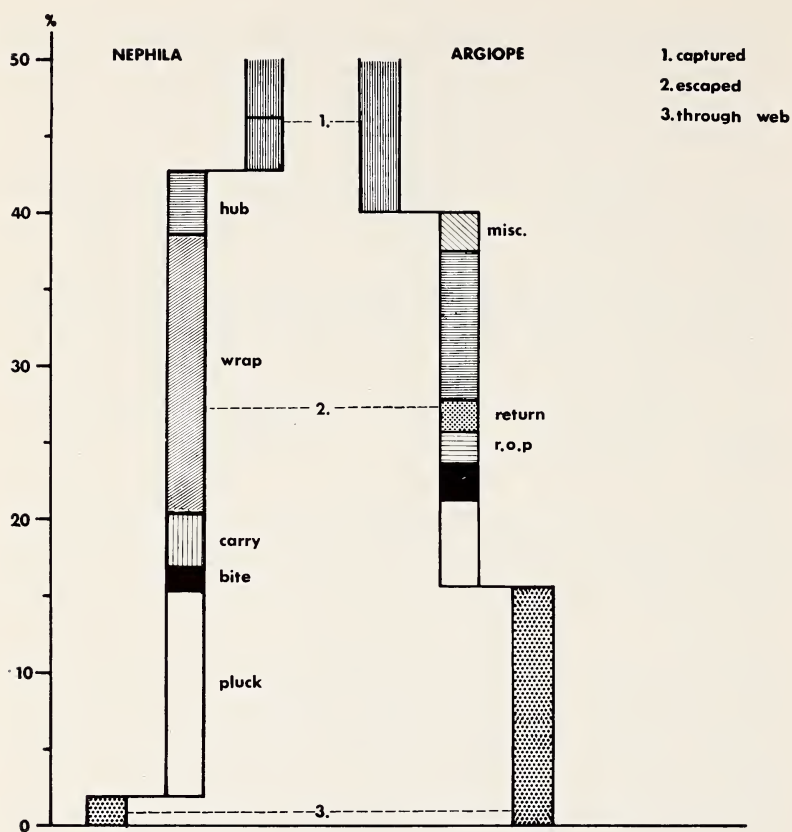 %
50
NEPHILA
ARGIOPE
1. captured
2. escaped
3. through web
1.
40
hub
misc.
30
wrap
2.
return
r.o.p
20
carry
bite
10
pluck
3.
0